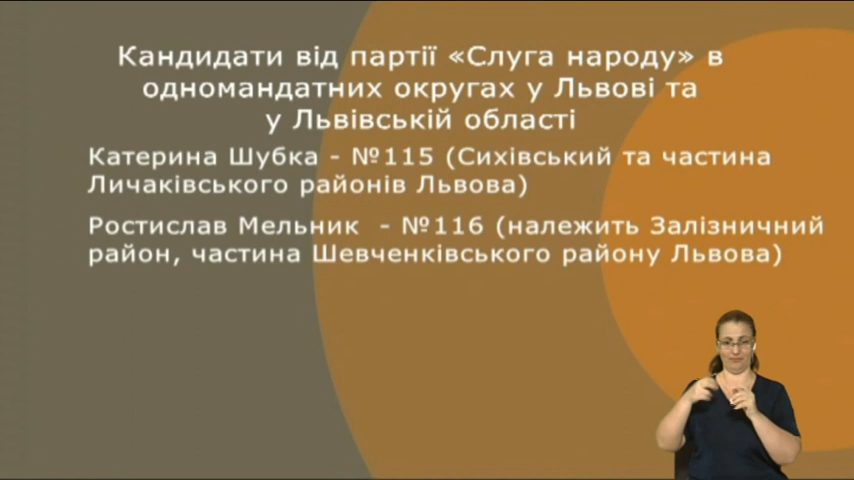 Кандидати від партії «Слуга народу» в
одномандатних округах у Львові та
у Львівській області
Катерина Шубка - №115 (Сихівський та частина
Личаківського районів Львова)
Ростислав Мельник - №116 (належить Залізничний
район, частина Шевченківського району Львова)